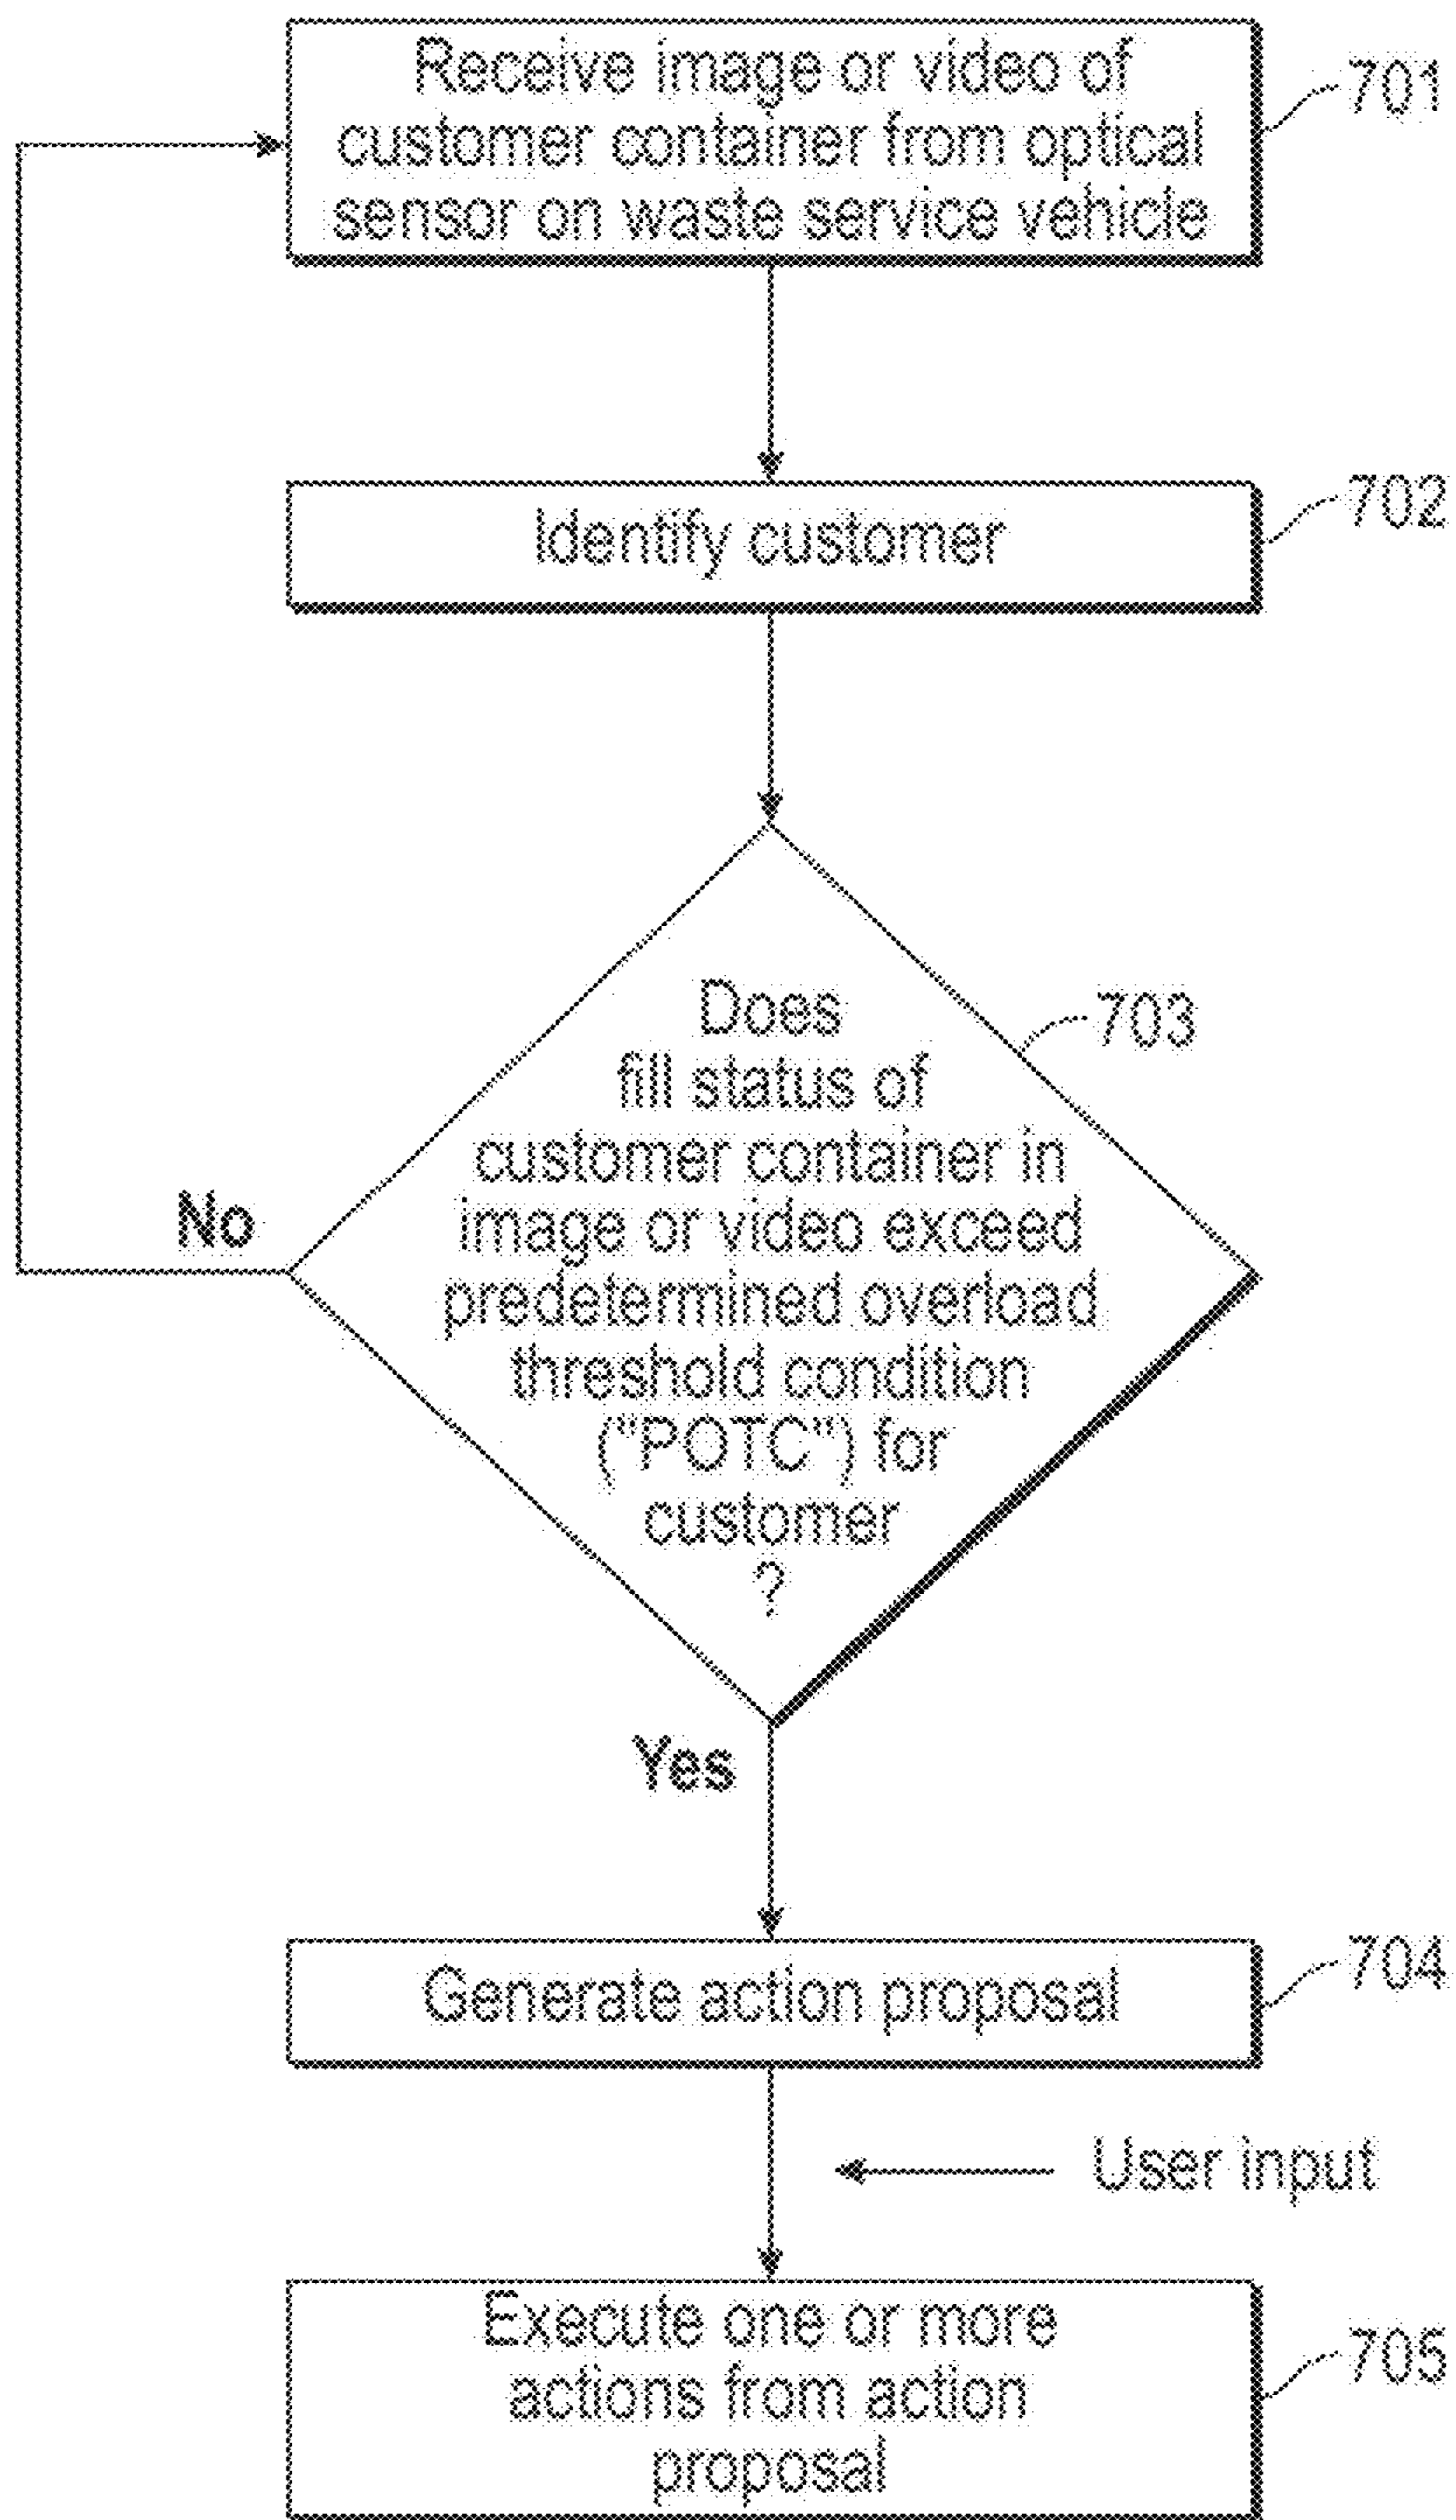 Receive image or video of
customer container from optical
sensor on waste service vehicle
701
Identify customer
702
Does
fill status of
customer container in
image or video exceed
predetermined overload
threshold condition
("POTC") for
customer
?
703
No
Yes
Generate action proposal
704
User input
Execute one or more
actions from action
proposal
705